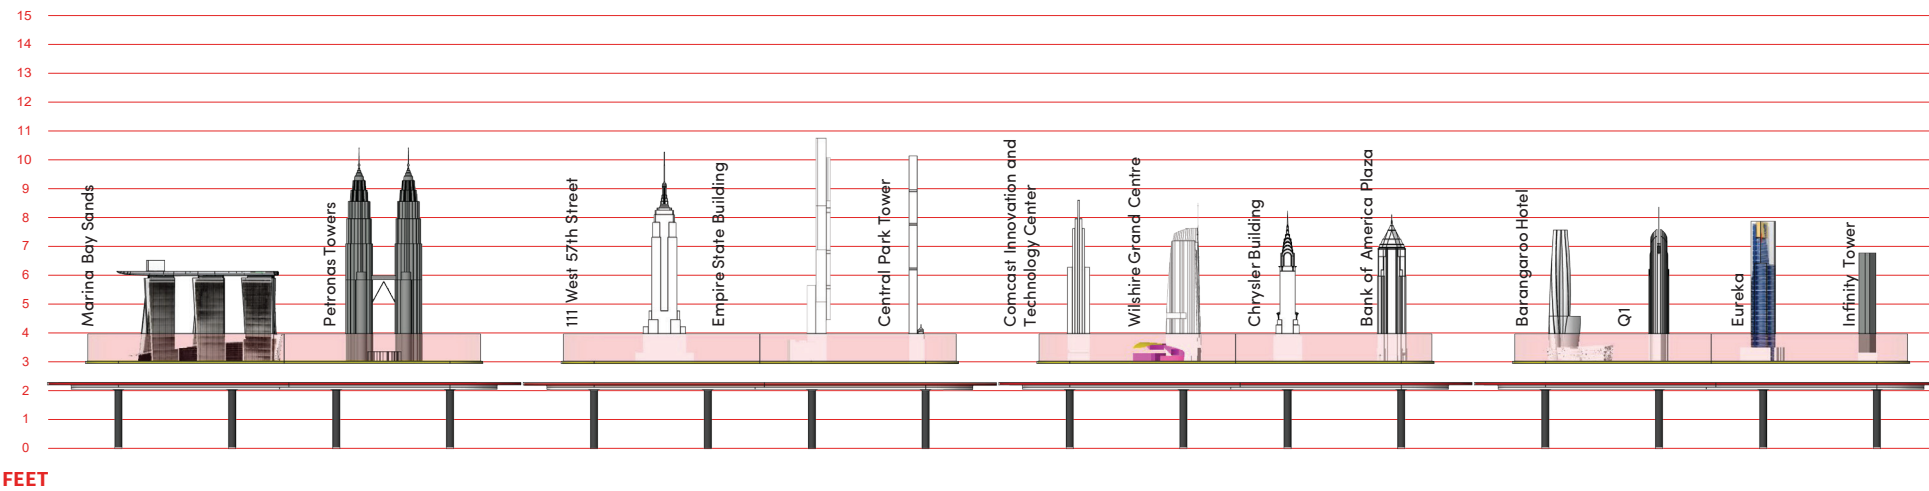 15
14
13
12
11
10
9
8
7
6
5
4
3
2
1
0
FEET
Marina Bay Sands
Petronas Towers
111 West 57th Street
Empire State Building
Central Park Tower
Comcast Innovation and
Technology Center
Wilshire Grand Centre
Chrysler Building
Bank of America Plaza
Barangaroo Hotel
Q1
Eureka
Infinity Tower